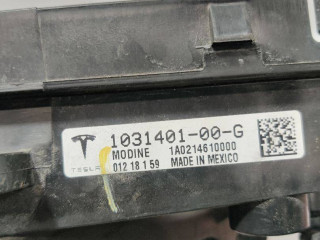 1031401-00-G
MODINE 1A0214610000
TESLA 012 18 1 59 MADE IN MEXICO